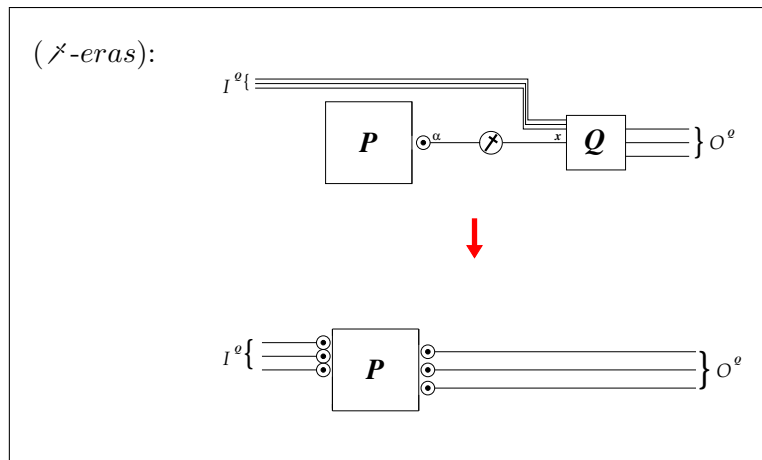 (⌿-eras):
I^Q {
P α x Q } O^Q
I^Q { P } O^Q